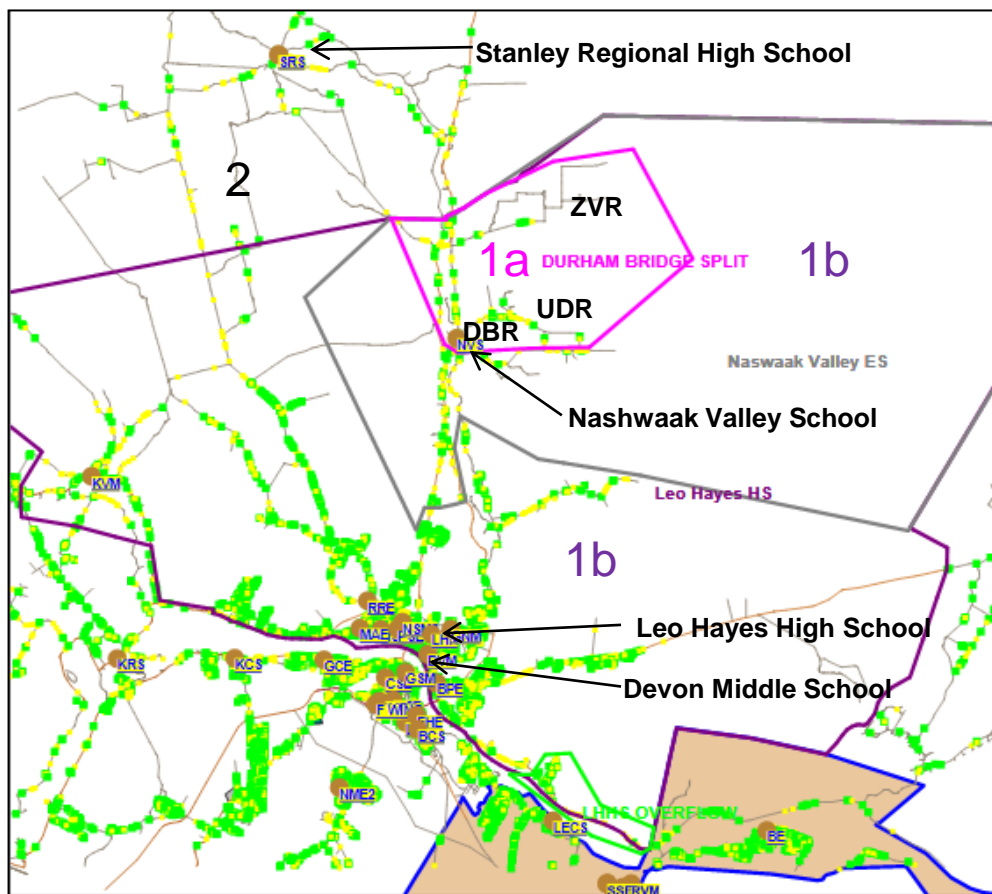 Stanley Regional High School
SRS
2
ZVR
1a
DURHAM BRIDGE SPLIT
1b
UDR
DBR
NVS
Naswaak Valley ES
Nashwaak Valley School
KVM
Leo Hayes HS
1b
RRE
MAE
Leo Hayes High School
KRS
KCS
GCE
GSM
BPE
Devon Middle School
BCS
NME2
LHHS OVERFLOW
LECS
BE